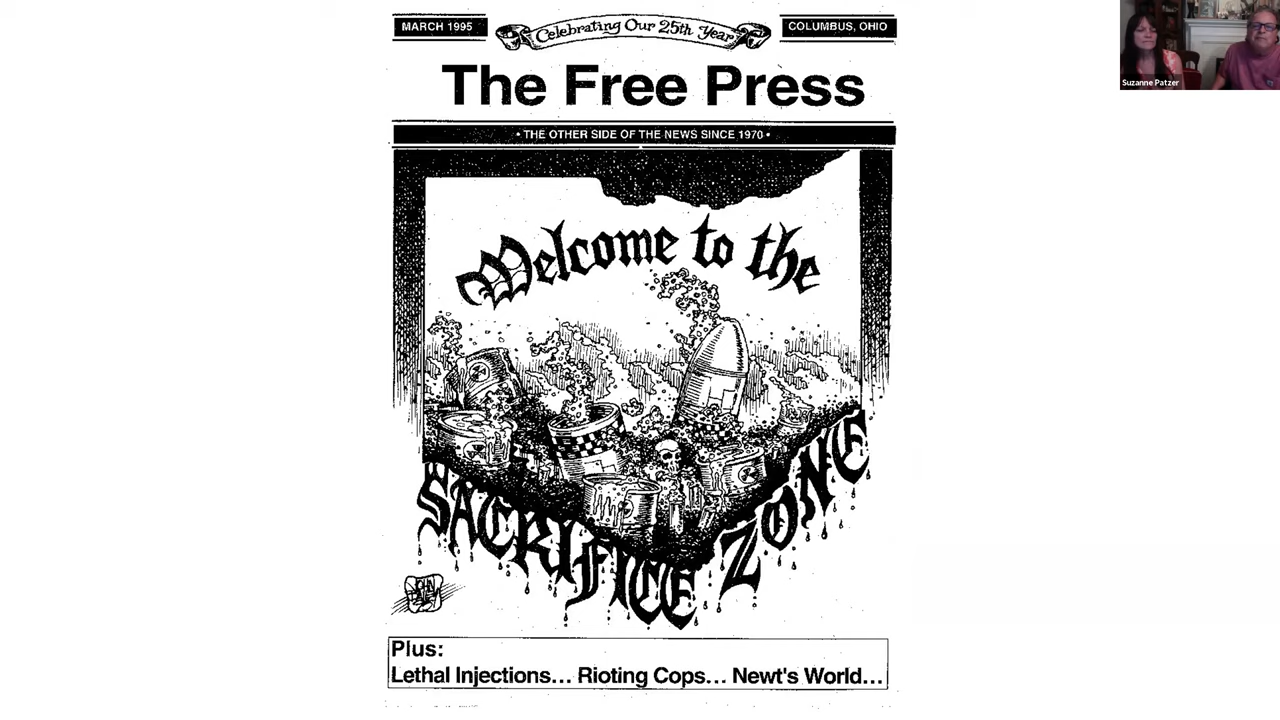 MARCH 1995
Celebrating Our 25th Year
COLUMBUS, OHIO
The Free Press
• THE OTHER SIDE OF THE NEWS SINCE 1970 •
Welcome to the
SACRIFICE ZONE
JOHN
Plus:
Lethal Injections... Rioting Cops... Newt's World...
Suzanne Patzer